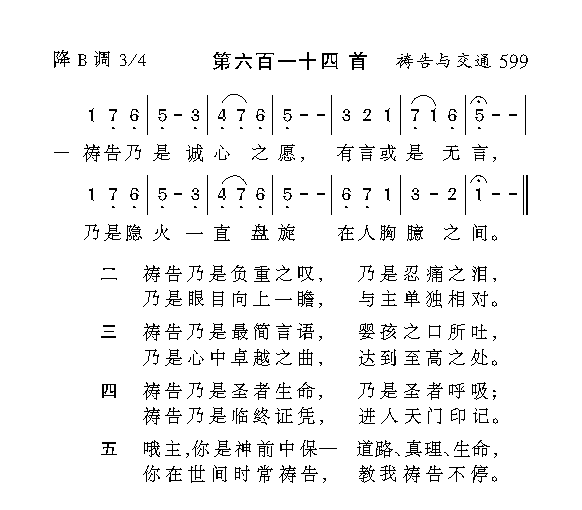 降 B 调 3/4 第六百一十四 首 祷告与交通 599
1 7 6 | 5 - 3 | 4 7 6 | 5 - - | 3 2 1 | 7 1 6 | 5 - - |
一 祷告乃 是 诚 心 之 愿， 有言或 是 无 言，
1 7 6 | 5 - 3 | 4 7 6 | 5 - - | 6 7 1 | 3 - 2 | 1 - - ‖
乃是隐 火 一 直 盘 旋 在人胸 臆 之 间。
二 祷告乃是负重之叹， 乃是忍痛之泪，
乃是眼目向上一瞻， 与主单独相对。
三 祷告乃是最简言语， 婴孩之口所吐，
乃是心中卓越之曲， 达到至高之处。
四 祷告乃是圣者生命， 乃是圣者呼吸；
祷告乃是临终证凭， 进入天门印记。
五 哦主，你是神前中保— 道路、真理、生命，
你在世间时常祷告， 教我祷告不停。